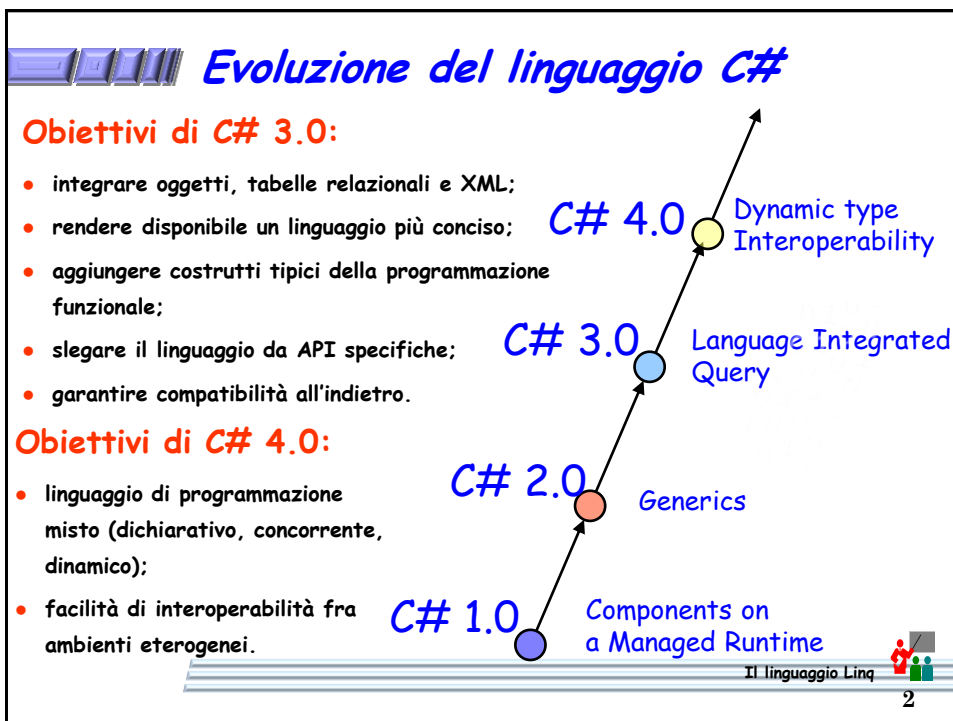 Evoluzione del linguaggio C#
Obiettivi di C# 3.0:
● integrare oggetti, tabelle relazionali e XML;
● rendere disponibile un linguaggio più conciso;
● aggiungere costrutti tipici della programmazione
funzionale;
● slegare il linguaggio da API specifiche;
● garantire compatibilità all'indietro.
Obiettivi di C# 4.0:
● linguaggio di programmazione
misto (dichiarativo, concorrente,
dinamico);
● facilità di interoperabilità fra
ambienti eterogenei.
C# 4.0
Dynamic type
Interoperability
C# 3.0
Language Integrated
Query
C# 2.0
Generics
C# 1.0
Components on
a Managed Runtime
Il linguaggio Linq
2